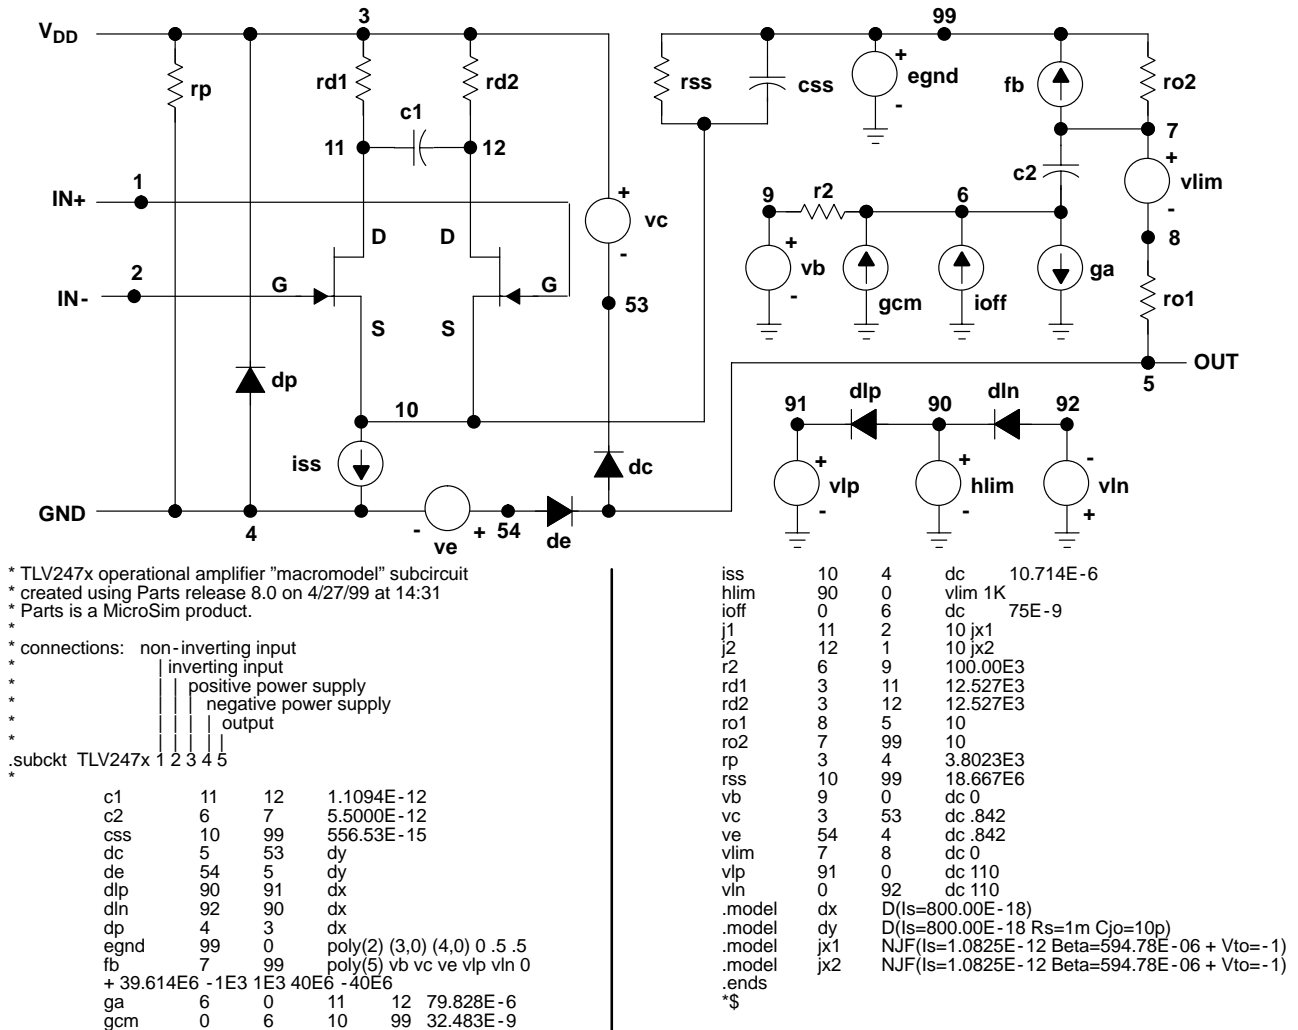 3
99
VDD
rp
rd1
rd2
c1
11
12
rss
css
egnd
+
-
fb
ro2
7
+
vlim
-
8
c2
1
IN+
2
IN-
D
D
G
G
S
S
+
vc
-
53
9
r2
6
+
vb
-
gcm
ioff
ga
ro1
OUT
5
dp
10
iss
dc
GND
4
-
ve
+
54
de
91
dlp
90
dln
92
+
vlp
-
+
hlim
-
-
vln
+
* TLV247x operational amplifier ”macromodel” subcircuit
* created using Parts release 8.0 on 4/27/99 at 14:31
* Parts is a MicroSim product.
*
* connections: non-inverting input
* | inverting input
* | | positive power supply
* | | | negative power supply
* | | | | output
* | | | | |
.subckt TLV247x 1 2 3 4 5
*
c1 11 12 1.1094E-12
c2 6 7 5.5000E-12
css 10 99 556.53E-15
dc 5 53 dy
de 54 5 dy
dlp 90 91 dx
dln 92 90 dx
dp 4 3 dx
egnd 99 0 poly(2) (3,0) (4,0) 0 .5 .5
fb 7 99 poly(5) vb vc ve vlp vln 0
+ 39.614E6 -1E3 1E3 40E6 -40E6
ga 6 0 11 12 79.828E-6
gcm 0 6 10 99 32.483E-9
iss 10 4 dc 10.714E-6
hlim 90 0 vlim 1K
ioff 0 6 dc 75E-9
j1 11 2 10 jx1
j2 12 1 10 jx2
r2 6 9 100.00E3
rd1 3 11 12.527E3
rd2 3 12 12.527E3
ro1 8 5 10
ro2 7 99 10
rp 3 4 3.8023E3
rss 10 99 18.667E6
vb 9 0 dc 0
vc 3 53 dc .842
ve 54 4 dc .842
vlim 7 8 dc 0
vlp 91 0 dc 110
vln 0 92 dc 110
.model dx D(Is=800.00E-18)
.model dy D(Is=800.00E-18 Rs=1m Cjo=10p)
.model jx1 NJF(Is=1.0825E-12 Beta=594.78E-06 + Vto=-1)
.model jx2 NJF(Is=1.0825E-12 Beta=594.78E-06 + Vto=-1)
.ends
*$